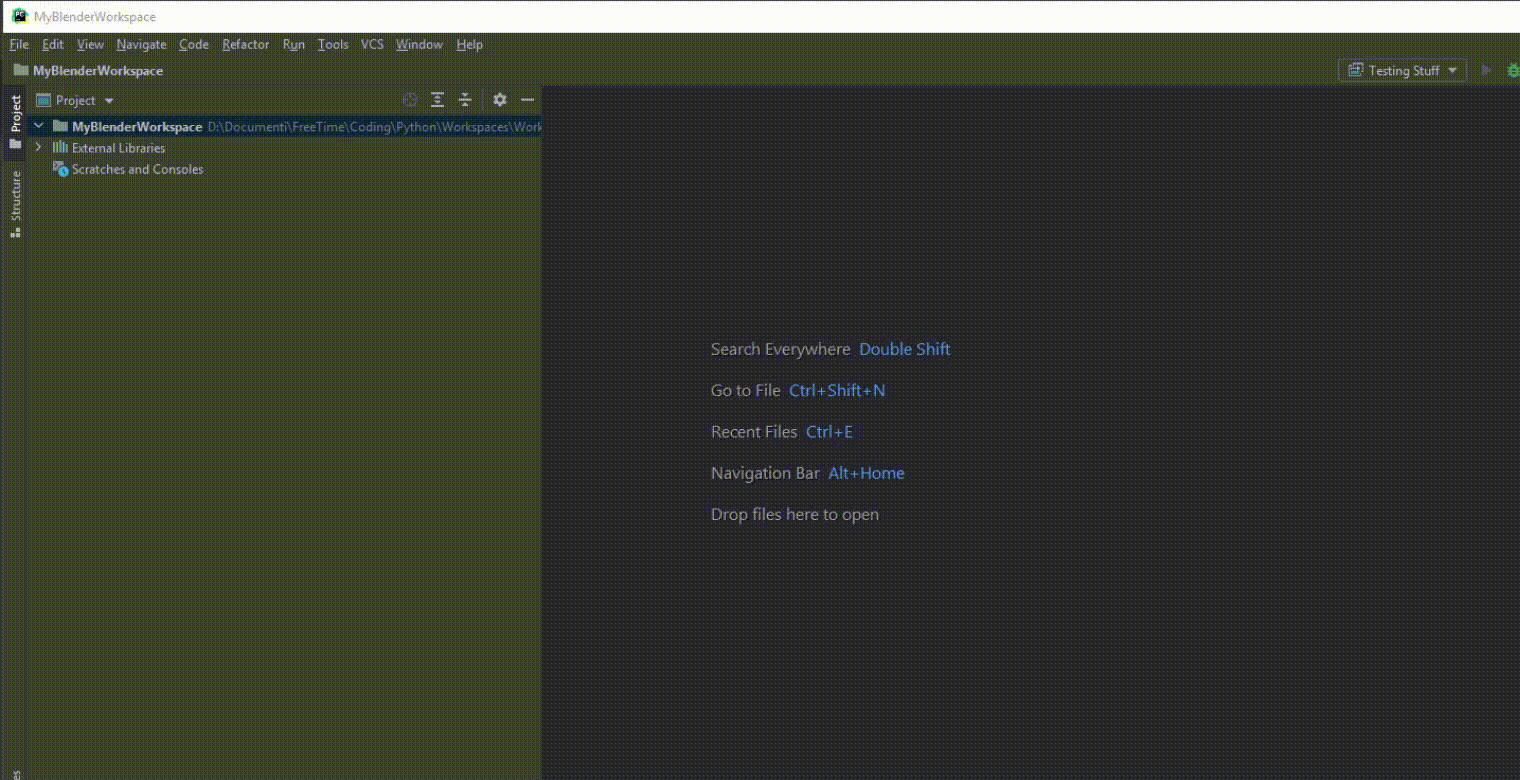 PC MyBlenderWorkspace
File Edit View Navigate Code Refactor Run Tools VCS Window Help
MyBlenderWorkspace Testing Stuff
Project
Project
MyBlenderWorkspace D:\Documenti\FreeTime\Coding\Python\Workspaces\Work
External Libraries
Scratches and Consoles
Structure
Search Everywhere Double Shift
Go to File Ctrl+Shift+N
Recent Files Ctrl+E
Navigation Bar Alt+Home
Drop files here to open